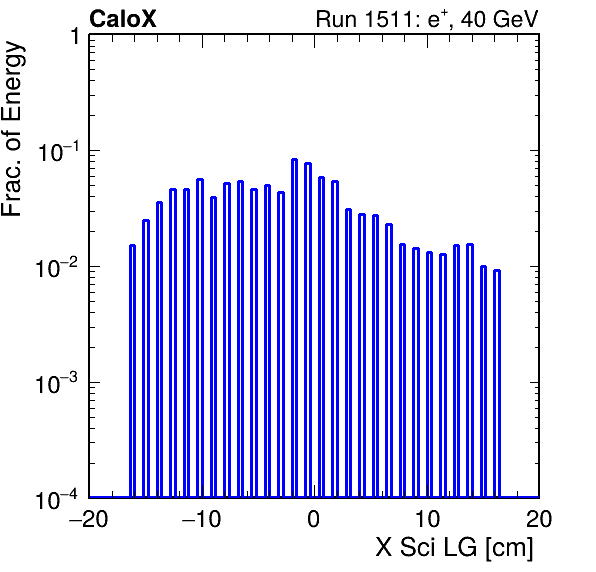 CaloX Run 1511: e⁺, 40 GeV
Frac. of Energy
1
10⁻¹
10⁻²
10⁻³
10⁻⁴
−20 −10 0 10 20
X Sci LG [cm]